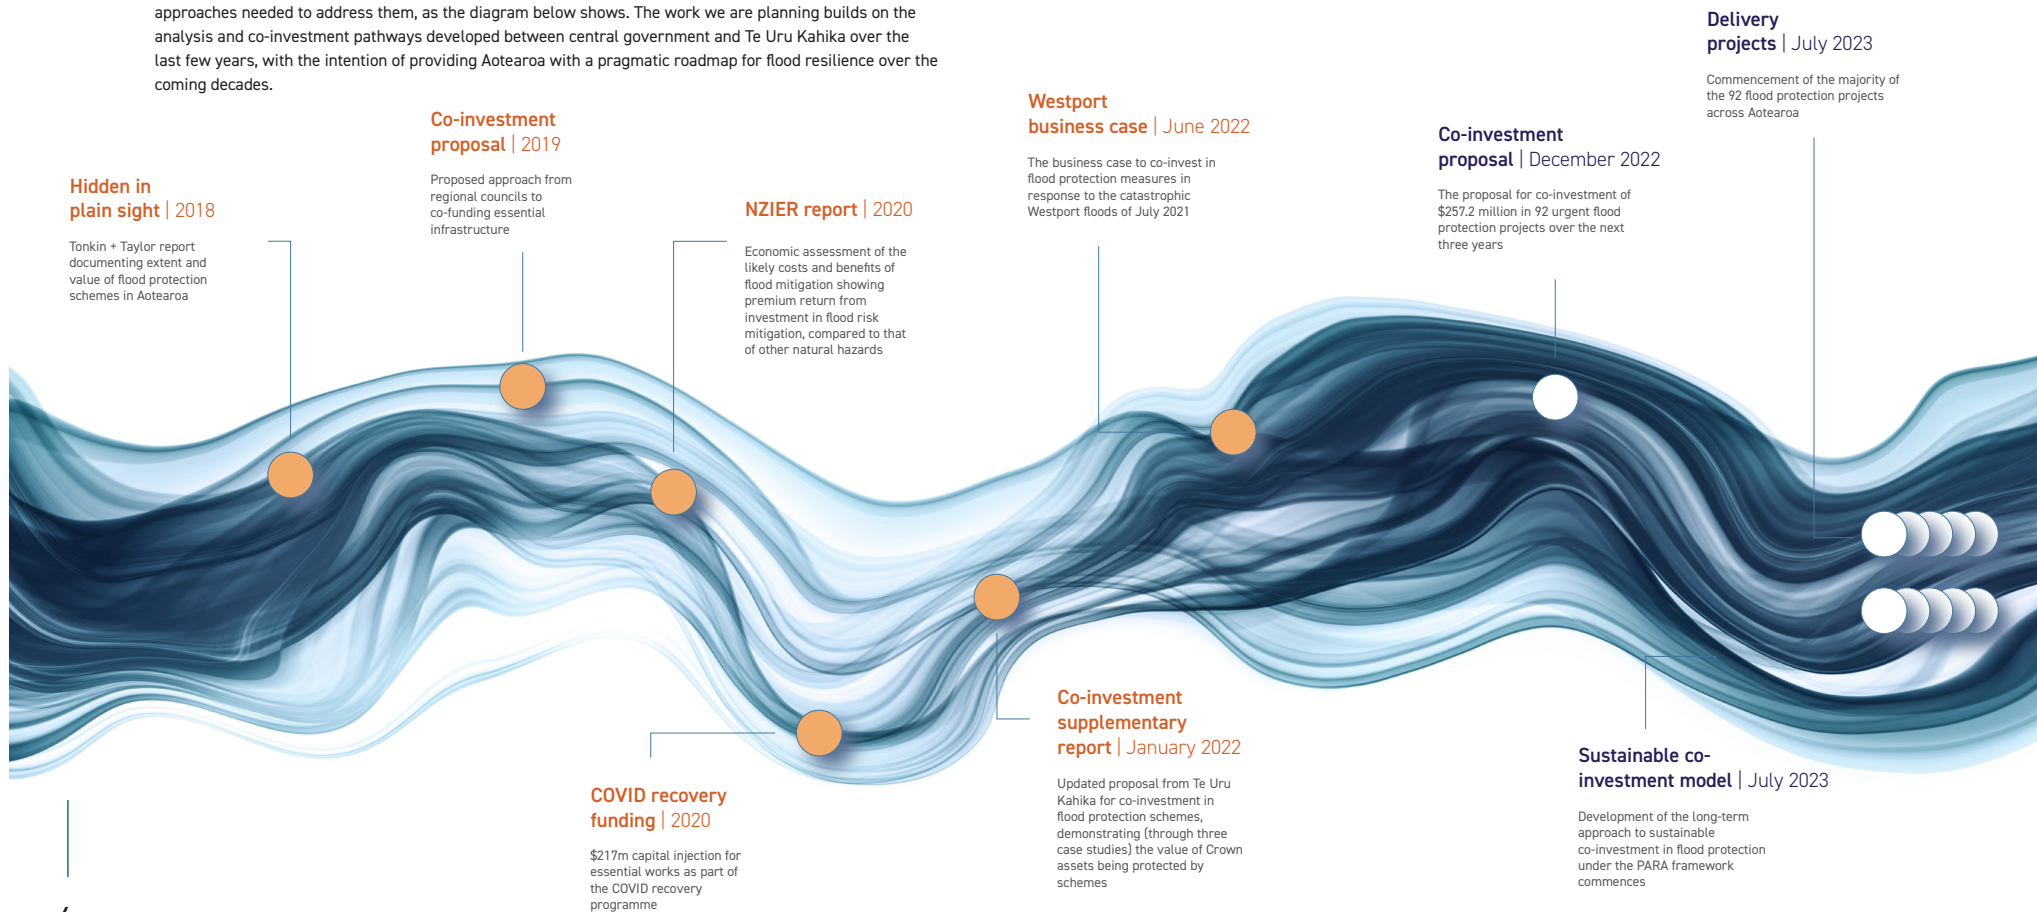 approaches needed to address them, as the diagram below shows. The work we are planning builds on the
analysis and co-investment pathways developed between central government and Te Uru Kahika over the
last few years, with the intention of providing Aotearoa with a pragmatic roadmap for flood resilience over the
coming decades.
Hidden in
plain sight | 2018
Tonkin + Taylor report
documenting extent and
value of flood protection
schemes in Aotearoa
Co-investment
proposal | 2019
Proposed approach from
regional councils to
co-funding essential
infrastructure
NZIER report | 2020
Economic assessment of the
likely costs and benefits of
flood mitigation showing
premium return from
investment in flood risk
mitigation, compared to that
of other natural hazards
COVID recovery
funding | 2020
$217m capital injection for
essential works as part of
the COVID recovery
programme
Co-investment
supplementary
report | January 2022
Updated proposal from Te Uru
Kahika for co-investment in
flood protection schemes,
demonstrating (through three
case studies) the value of Crown
assets being protected by
schemes
Westport
business case | June 2022
The business case to co-invest in
flood protection measures in
response to the catastrophic
Westport floods of July 2021
Co-investment
proposal | December 2022
The proposal for co-investment of
$257.2 million in 92 urgent flood
protection projects over the next
three years
Delivery
projects | July 2023
Commencement of the majority of
the 92 flood protection projects
across Aotearoa
Sustainable co-
investment model | July 2023
Development of the long-term
approach to sustainable
co-investment in flood protection
under the PARA framework
commences